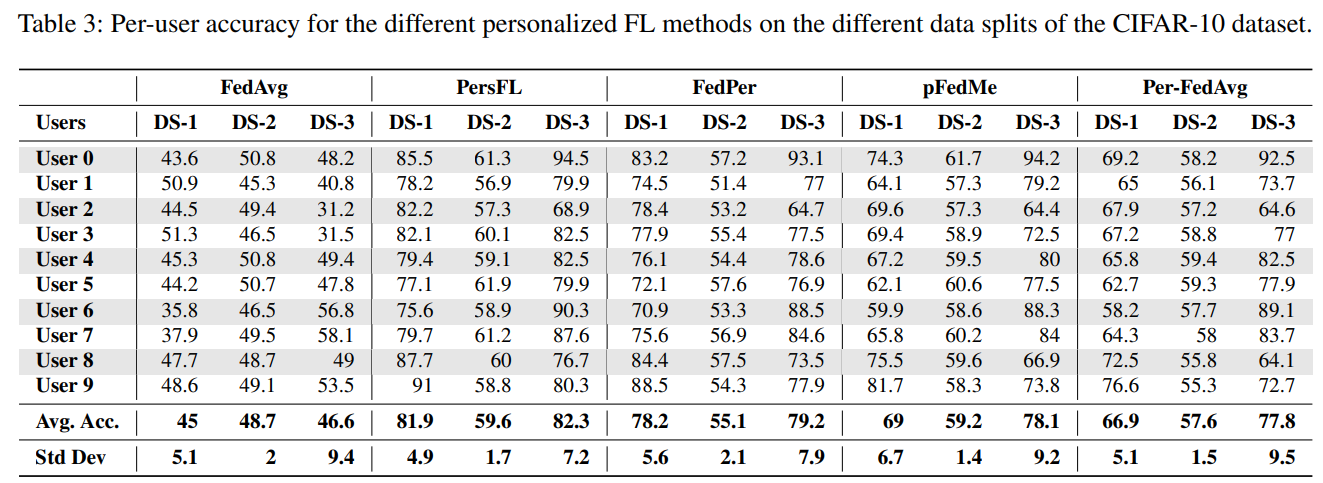 Table 3: Per-user accuracy for the different personalized FL methods on the different data splits of the CIFAR-10 dataset.
FedAvg PersFL FedPer pFedMe Per-FedAvg
Users DS-1 DS-2 DS-3 DS-1 DS-2 DS-3 DS-1 DS-2 DS-3 DS-1 DS-2 DS-3 DS-1 DS-2 DS-3
User 0 43.6 50.8 48.2 85.5 61.3 94.5 83.2 57.2 93.1 74.3 61.7 94.2 69.2 58.2 92.5
User 1 50.9 45.3 40.8 78.2 56.9 79.9 74.5 51.4 77 64.1 57.3 79.2 65 56.1 73.7
User 2 44.5 49.4 31.2 82.2 57.3 68.9 78.4 53.2 64.7 69.6 57.3 64.4 67.9 57.2 64.6
User 3 51.3 46.5 31.5 82.1 60.1 82.5 77.9 55.4 77.5 69.4 58.9 72.5 67.2 58.8 77
User 4 45.3 50.8 49.4 79.4 59.1 82.5 76.1 54.4 78.6 67.2 59.5 80 65.8 59.4 82.5
User 5 44.2 50.7 47.8 77.1 61.9 79.9 72.1 57.6 76.9 62.1 60.6 77.5 62.7 59.3 77.9
User 6 35.8 46.5 56.8 75.6 58.9 90.3 70.9 53.3 88.5 59.9 58.6 88.3 58.2 57.7 89.1
User 7 37.9 49.5 58.1 79.7 61.2 87.6 75.6 56.9 84.6 65.8 60.2 84 64.3 58 83.7
User 8 47.7 48.7 49 87.7 60 76.7 84.4 57.5 73.5 75.5 59.6 66.9 72.5 55.8 64.1
User 9 48.6 49.1 53.5 91 58.8 80.3 88.5 54.3 77.9 81.7 58.3 73.8 76.6 55.3 72.7
Avg. Acc. 45 48.7 46.6 81.9 59.6 82.3 78.2 55.1 79.2 69 59.2 78.1 66.9 57.6 77.8
Std Dev 5.1 2 9.4 4.9 1.7 7.2 5.6 2.1 7.9 6.7 1.4 9.2 5.1 1.5 9.5